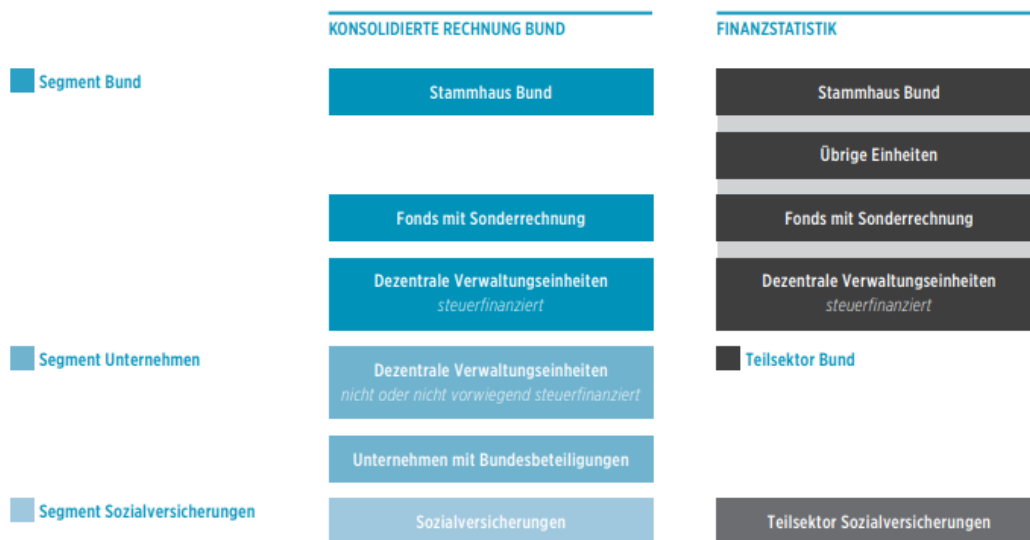 KONSOLIDIERTE RECHNUNG BUND
FINANZSTATISTIK
Segment Bund
Stammhaus Bund
Stammhaus Bund
Übrige Einheiten
Fonds mit Sonderrechnung
Fonds mit Sonderrechnung
Dezentrale Verwaltungseinheiten
steuerfinanziert
Dezentrale Verwaltungseinheiten
steuerfinanziert
Segment Unternehmen
Dezentrale Verwaltungseinheiten
nicht oder nicht vorwiegend steuerfinanziert
Teilsektor Bund
Unternehmen mit Bundesbeteiligungen
Segment Sozialversicherungen
Sozialversicherungen
Teilsektor Sozialversicherungen